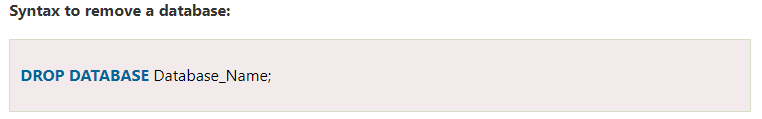 Syntax to remove a database:
DROP DATABASE Database_Name;